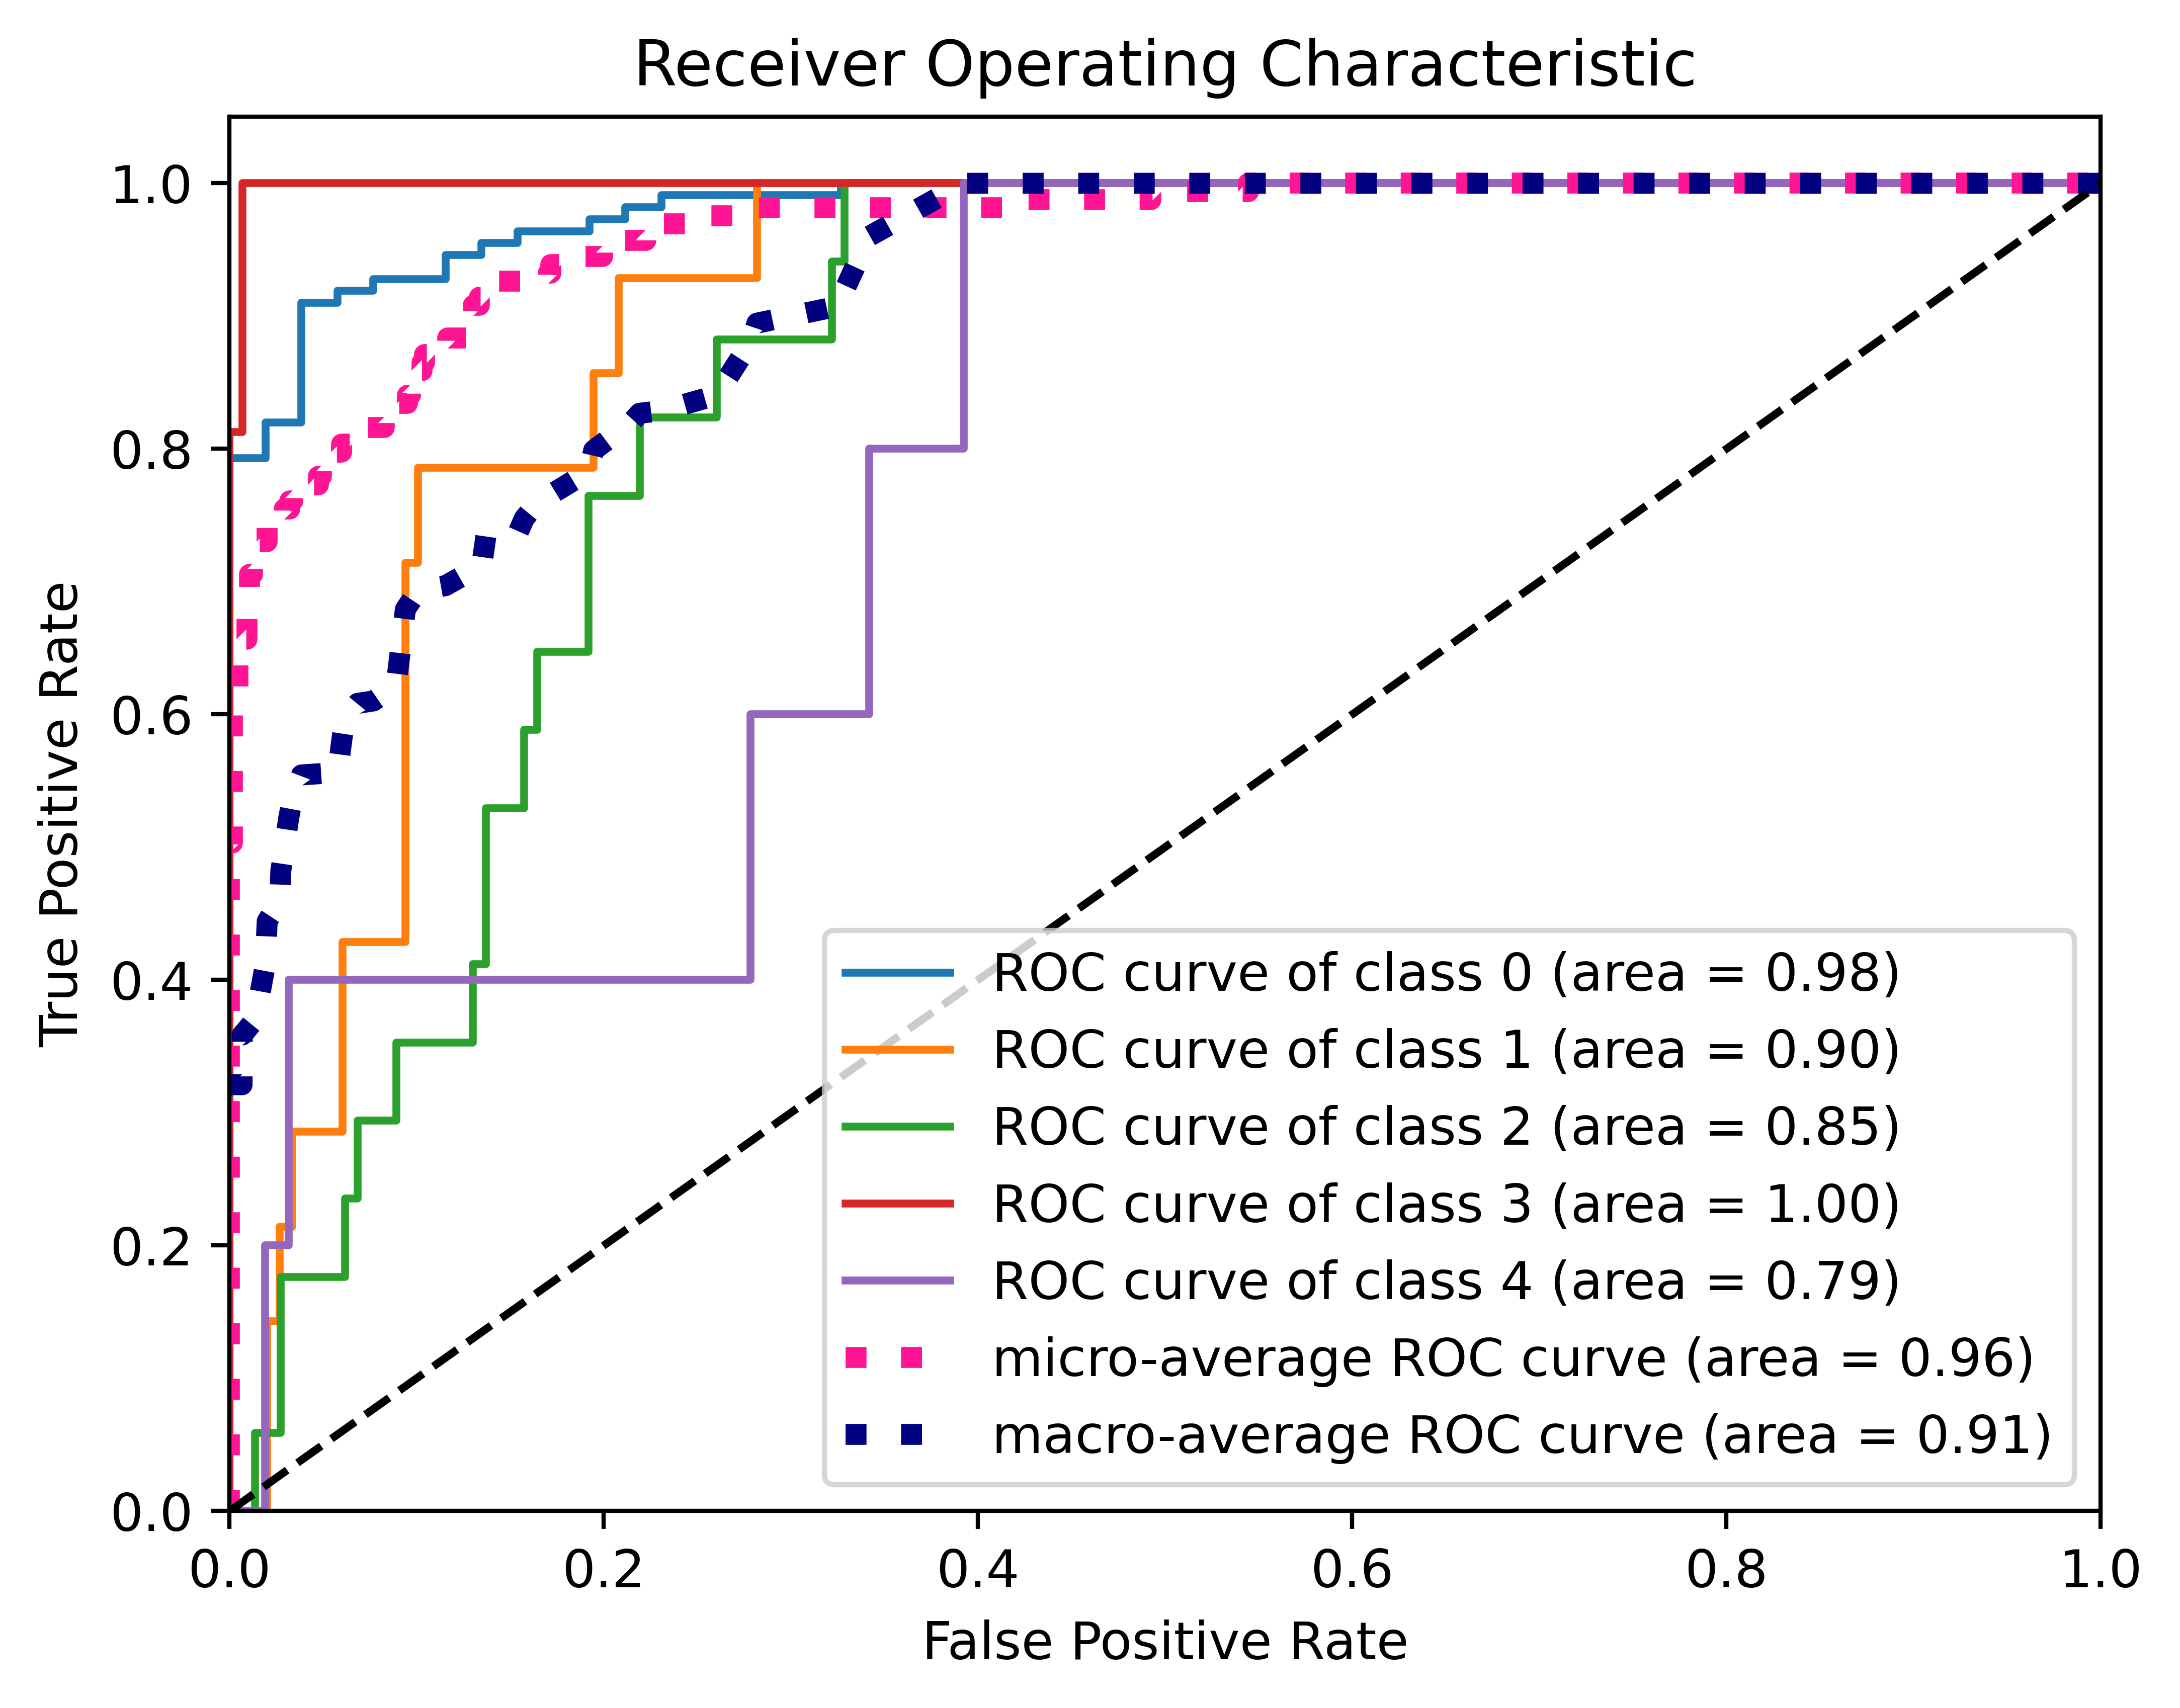 Receiver Operating Characteristic
1.0
0.8
0.6
0.4
0.2
0.0
True Positive Rate
ROC curve of class 0 (area = 0.98)
ROC curve of class 1 (area = 0.90)
ROC curve of class 2 (area = 0.85)
ROC curve of class 3 (area = 1.00)
ROC curve of class 4 (area = 0.79)
micro-average ROC curve (area = 0.96)
macro-average ROC curve (area = 0.91)
0.0 0.2 0.4 0.6 0.8 1.0
False Positive Rate